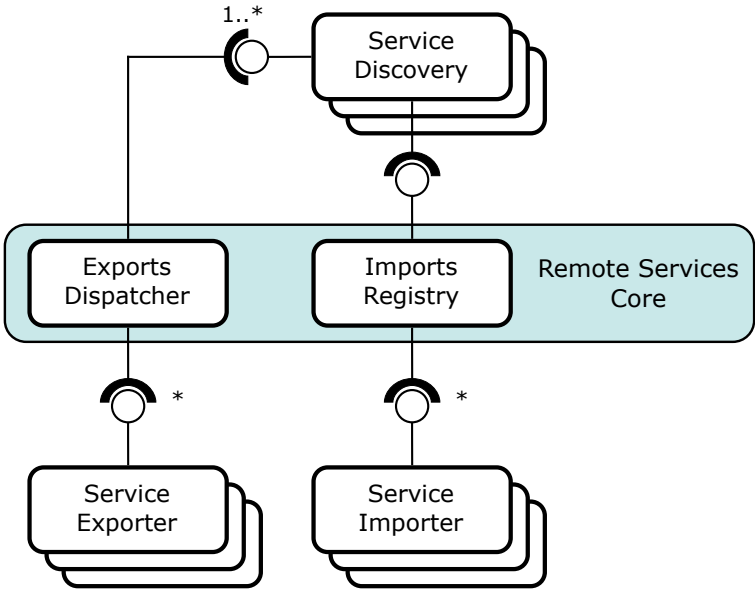 1..*
Service
Discovery
Exports
Dispatcher
Imports
Registry
Remote Services
Core
*
*
Service
Exporter
Service
Importer